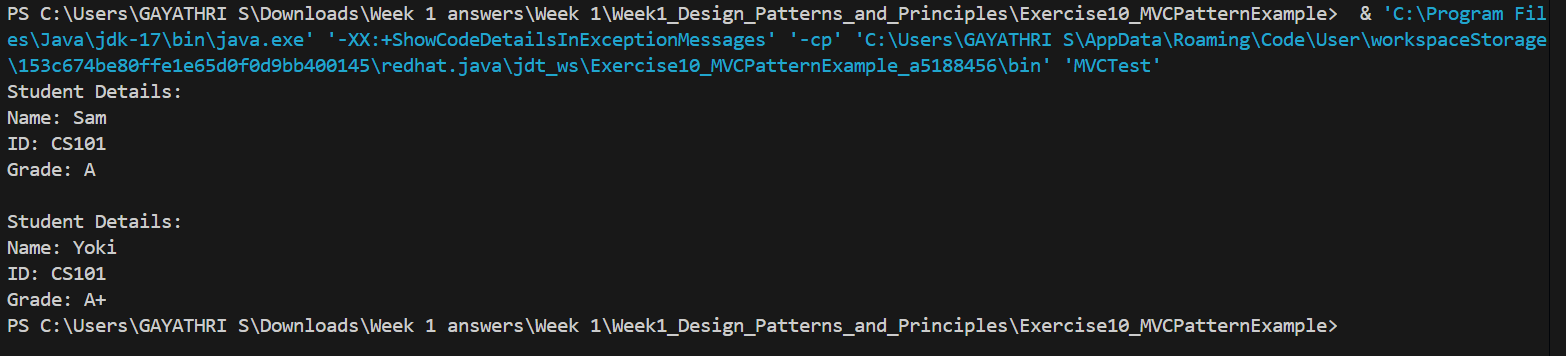 PS C:\Users\GAYATHRI S\Downloads\Week 1 answers\Week 1\Week1_Design_Patterns_and_Principles\Exercise10_MVCPatternExample>  & 'C:\Program Fil
es\Java\jdk-17\bin\java.exe' '-XX:+ShowCodeDetailsInExceptionMessages' '-cp' 'C:\Users\GAYATHRI S\AppData\Roaming\Code\User\workspaceStorage
\153c674be80ffe1e65d0f0d9bb400145\redhat.java\jdt_ws\Exercise10_MVCPatternExample_a5188456\bin' 'MVCTest'
Student Details:
Name: Sam
ID: CS101
Grade: A

Student Details:
Name: Yoki
ID: CS101
Grade: A+
PS C:\Users\GAYATHRI S\Downloads\Week 1 answers\Week 1\Week1_Design_Patterns_and_Principles\Exercise10_MVCPatternExample>